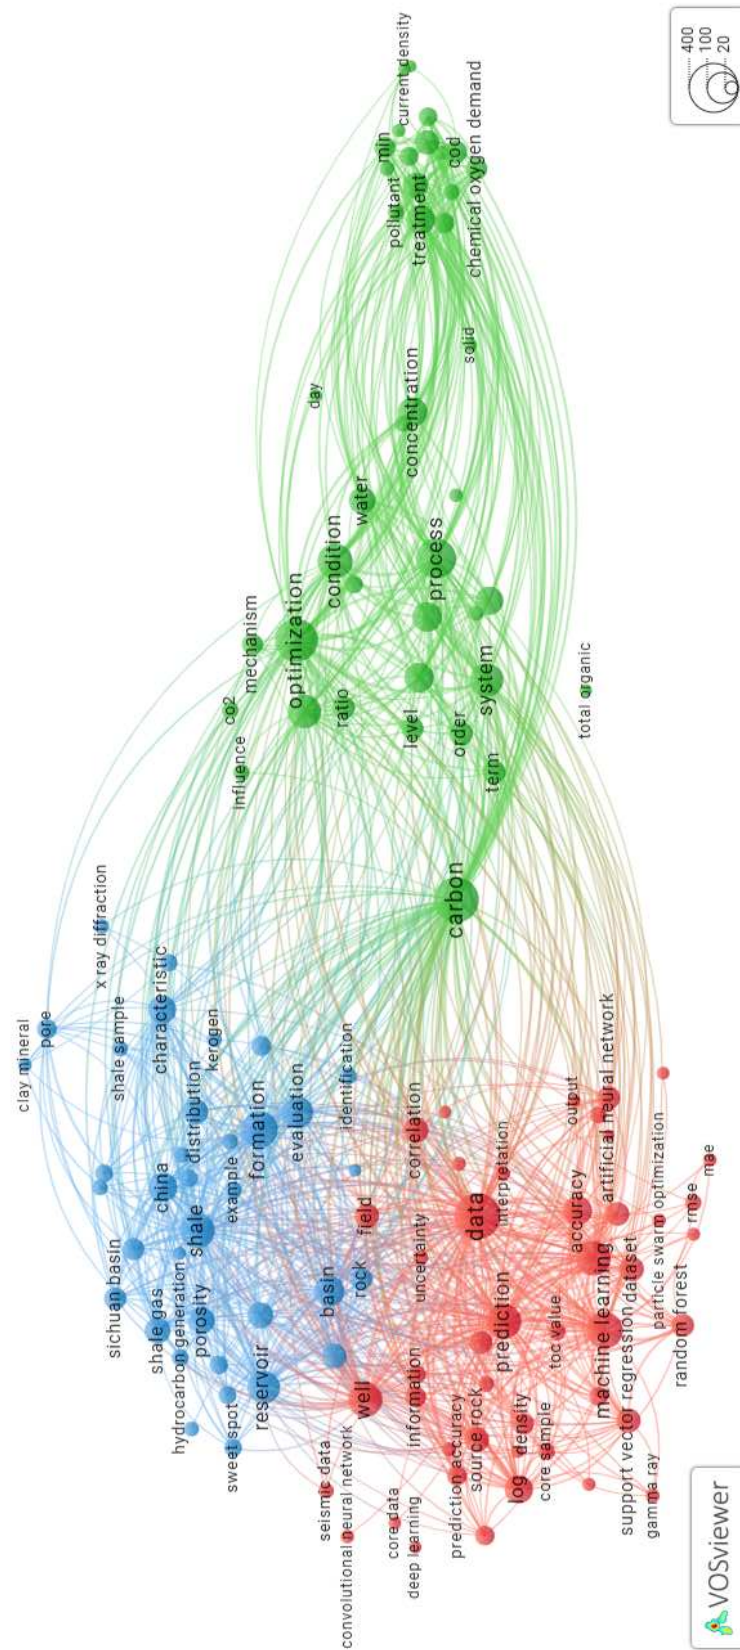 clay mineral
pore
x ray diffraction
shale sample
characteristic
kerogen
sichuan basin
china
distribution
shale
example
formation
evaluation
identification
shale gas
hydrocarbon generation
porosity
reservoir
sweet spot
basin
rock
field
well
correlation
uncertainty
information
data
interpretation
prediction
toc value
accuracy
output
artificial neural network
machine learning
dataset
support vector regression
particle swarm optimization
rmse
mae
random forest
gamma ray
seismic data
convolutional neural network
core data
deep learning
prediction accuracy
source rock
log
density
core sample
carbon
influence
co2
mechanism
optimization
ratio
condition
water
day
level
order
term
system
process
total organic
concentration
solid
pollutant
treatment
min
current density
cod
chemical oxygen demand
400
100
20
VOSviewer